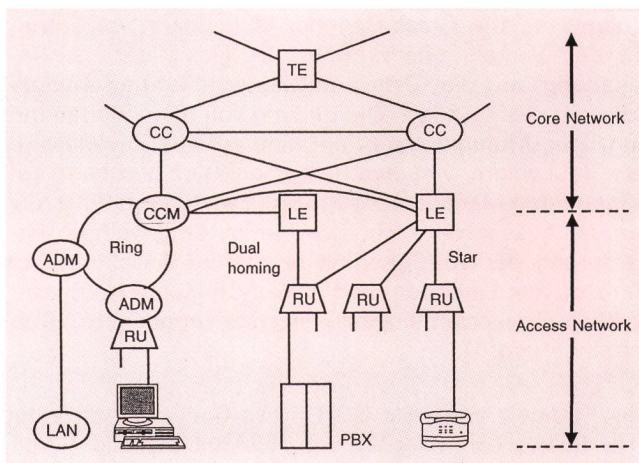 TE
Core Network
CC
CC
CCM
LE
LE
Ring
Dual
homing
Star
ADM
ADM
RU
RU
RU
RU
Access Network
LAN
PBX